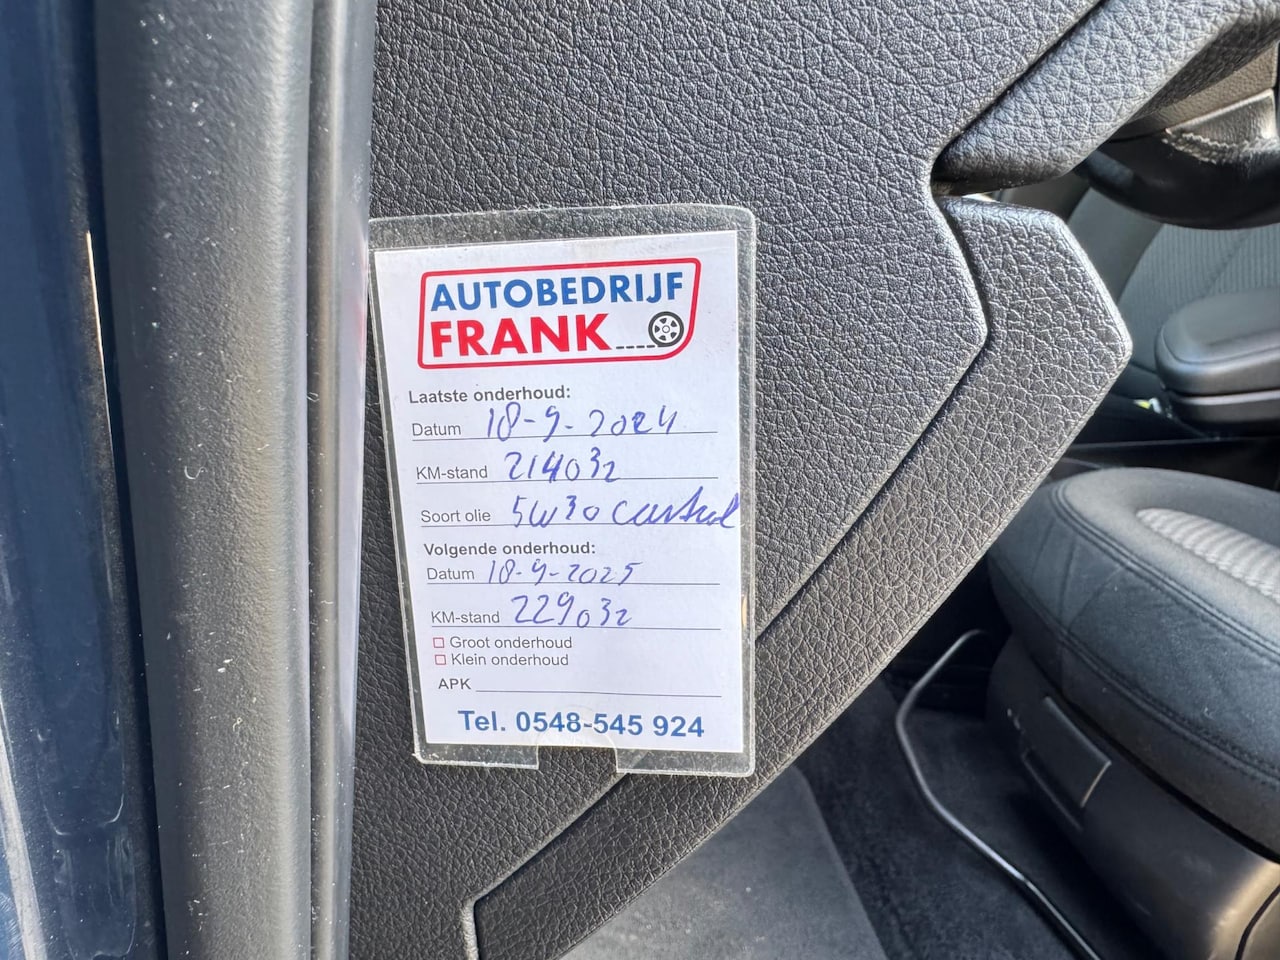 AUTOBEDRIJF
FRANK
Laatste onderhoud:
Datum 18-9-2024
KM-stand 214032
Soort olie 5W30 castrol
Volgende onderhoud:
Datum 18-9-2025
KM-stand 229032
Groot onderhoud
Klein onderhoud
APK
Tel. 0548-545 924